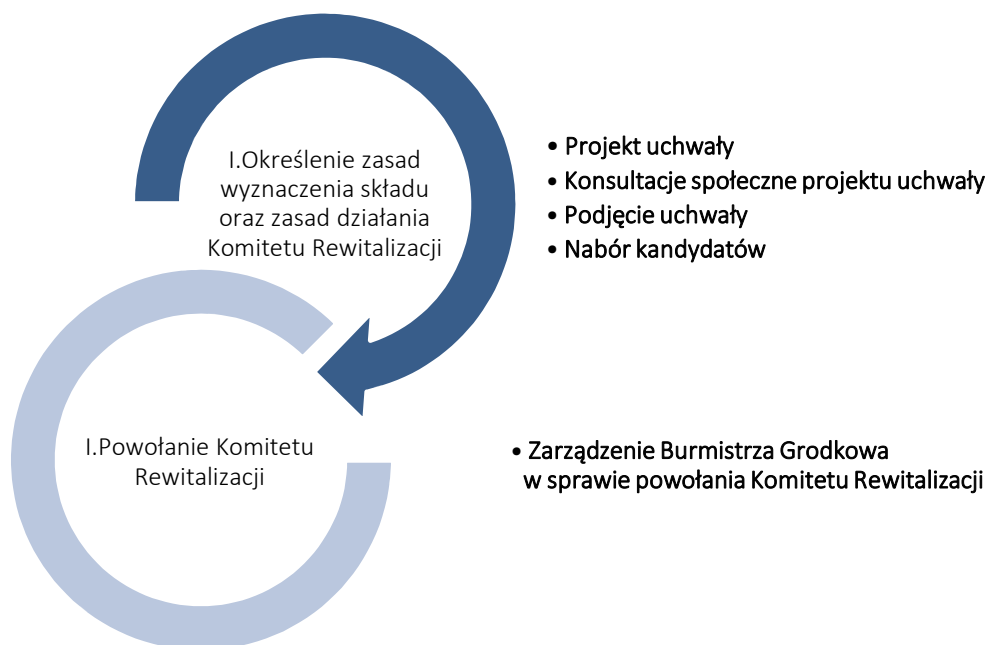 I.Określenie zasad
wyznaczenia składu
oraz zasad działania
Komitetu Rewitalizacji
• Projekt uchwały
• Konsultacje społeczne projektu uchwały
• Podjęcie uchwały
• Nabór kandydatów
I.Powołanie Komitetu
Rewitalizacji
• Zarządzenie Burmistrza Grodkowa
w sprawie powołania Komitetu Rewitalizacji